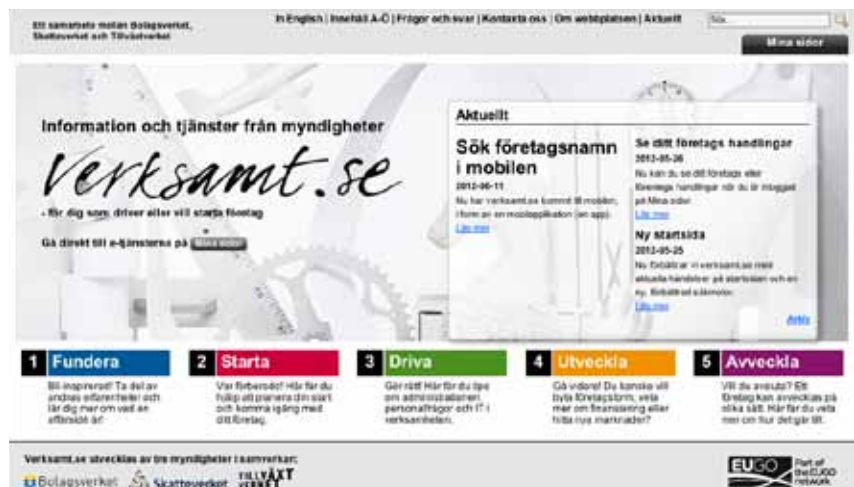 Ett samarbete mellan Bolagsverket,
Skatteverket och Tillväxtverket
In English | Innehåll A-Ö | Frågor och svar | Kontakta oss | Om webbplatsen | Aktuellt
Sök...
Mina sidor
Information och tjänster från myndigheter
verksamt.se
- för dig som driver eller vill starta företag
Gå direkt till e-tjänsterna på Mina sidor
Aktuellt
Sök företagsnamn
i mobilen
2012-06-11
Nu har verksamt.se kommit till mobilen,
i form av en mobilapplikation (en app).
Läs mer
Se ditt företags handlingar
2012-05-26
Nu kan du se ditt företags eller
förenings handlingar när du är inloggad
på Mina sidor.
Läs mer
Ny startsida
2012-05-25
Nu förbättrar vi verksamt.se med
aktuella händelser på startsidan och en
ny, förbättrad sökmotor.
Läs mer
Arkiv
1 Fundera
Bli inspirerad! Ta del av
andras erfarenheter och
lär dig mer om vad en
affärsidé är!
2 Starta
Var förberedd! Här får du
hjälp att planera din start
och komma igång med
ditt företag.
3 Driva
Gör rätt! Här får du tips
om administrationen,
personalfrågor och IT i
verksamheten.
4 Utveckla
Gå vidare! Du kanske vill
byta företagsform, veta
mer om finansiering eller
hitta nya marknader?
5 Avveckla
Vill du avsluta? Ett
företag kan avvecklas på
olika sätt. Här får du veta
mer om hur det går till.
Verksamt.se utvecklas av tre myndigheter i samverkan:
Bolagsverket
Skatteverket
TILLVÄXT
VERKET
EUGO
Part of
the EUGO
network